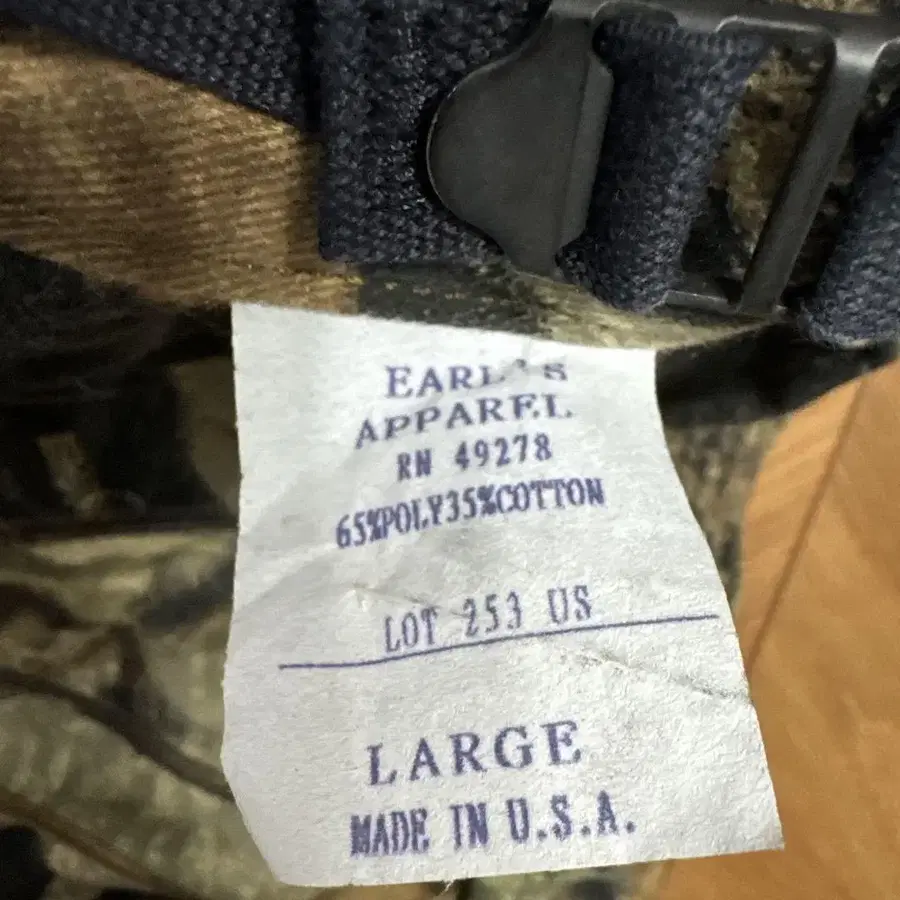 EARL'S
APPAREL
RN 49278
65%POLY35%COTTON
LOT 253 US
LARGE
MADE IN U.S.A.